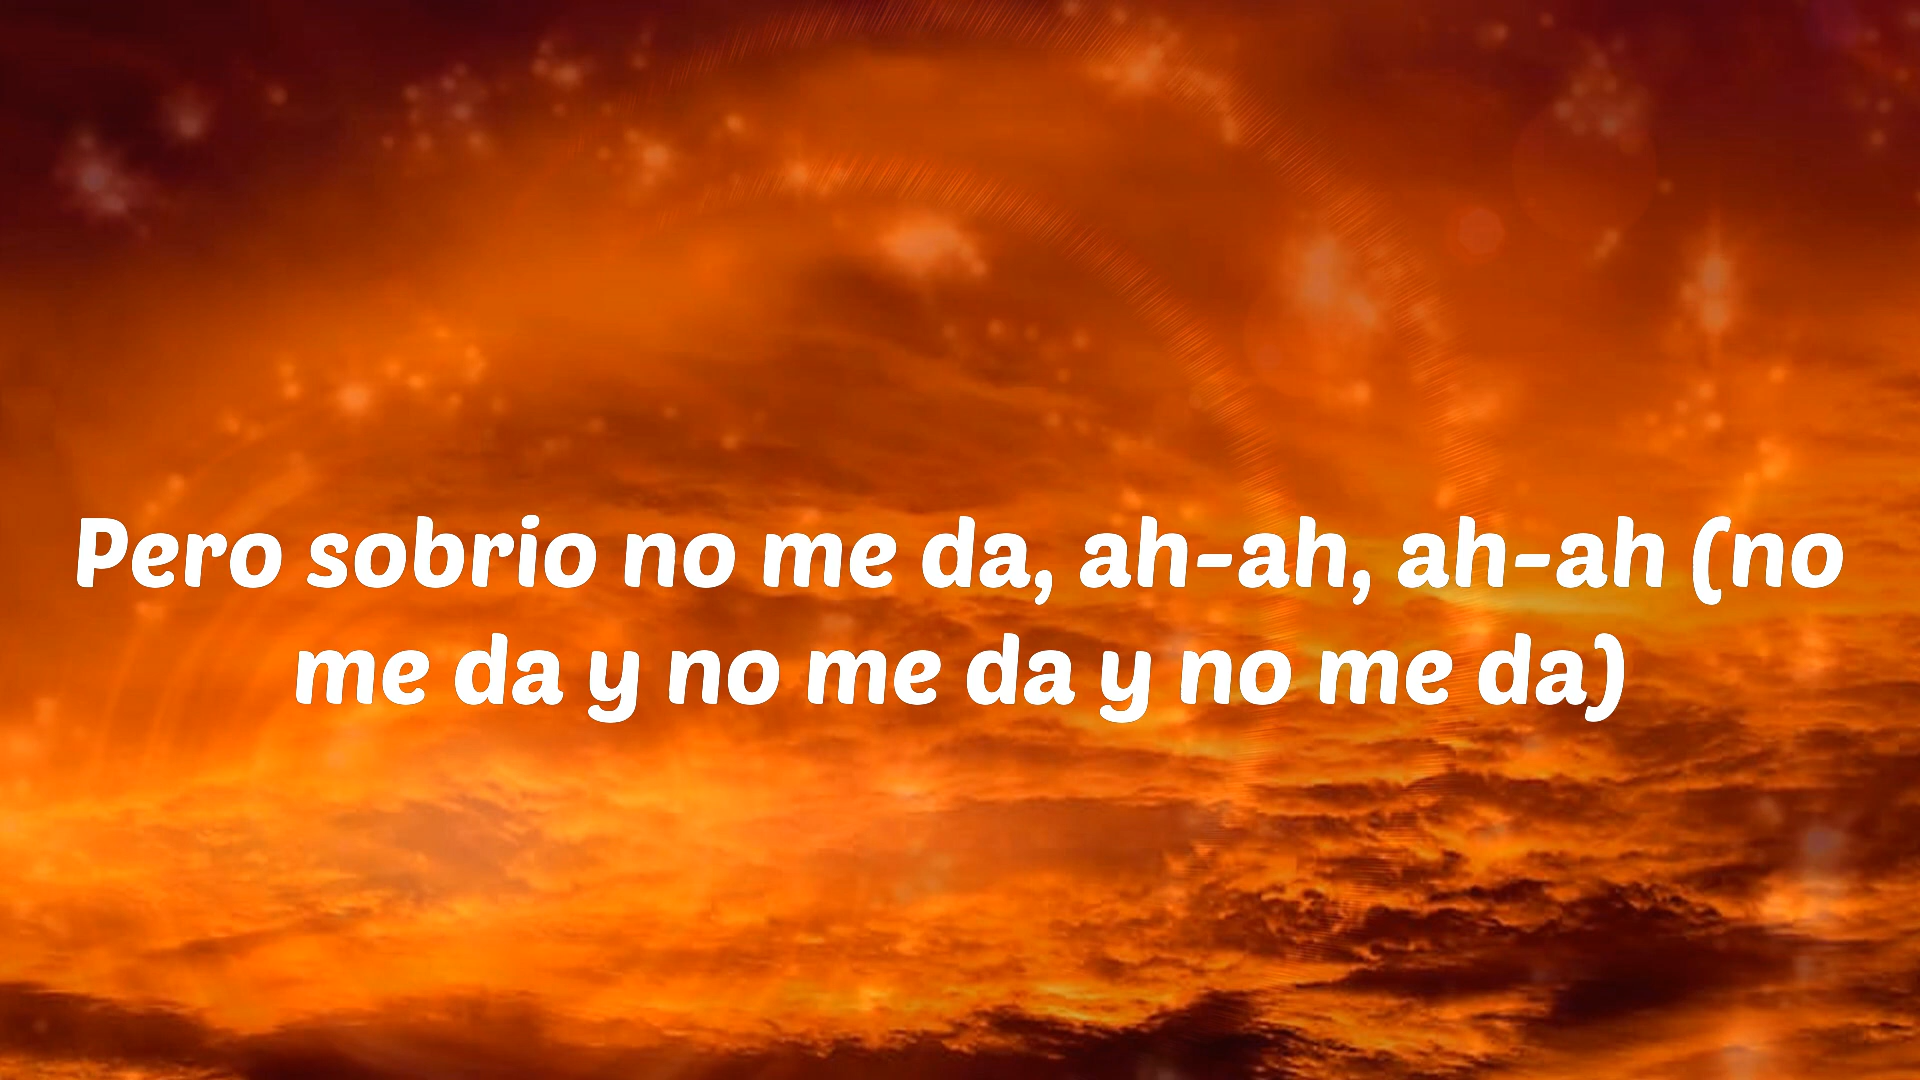 Pero sobrio no me da, ah-ah, ah-ah (no
me da y no me da y no me da)